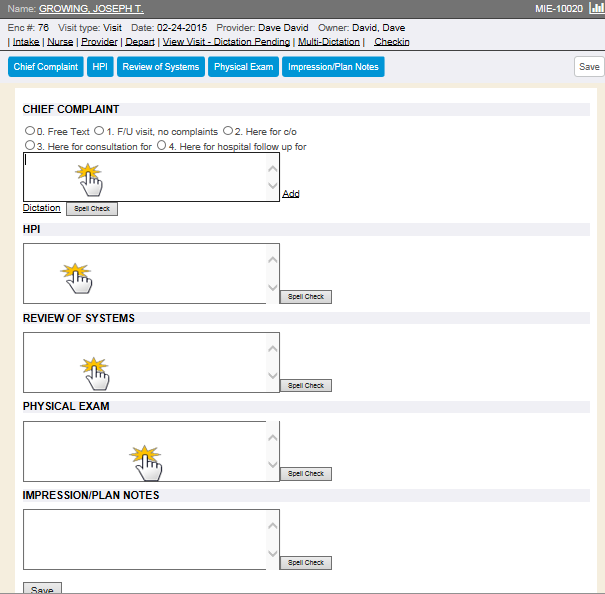 Name: GROWING, JOSEPH T. MIE-10020
Enc #: 76 Visit type: Visit Date: 02-24-2015 Provider: Dave David Owner: David, Dave
| Intake | Nurse | Provider | Depart | View Visit - Dictation Pending | Multi-Dictation | Checkin
Chief Complaint HPI Review of Systems Physical Exam Impression/Plan Notes Save
CHIEF COMPLAINT
0. Free Text 1. F/U visit, no complaints 2. Here for c/o
3. Here for consultation for 4. Here for hospital follow up for
Add
Dictation Spell Check
HPI
Spell Check
REVIEW OF SYSTEMS
Spell Check
PHYSICAL EXAM
Spell Check
IMPRESSION/PLAN NOTES
Spell Check
Save